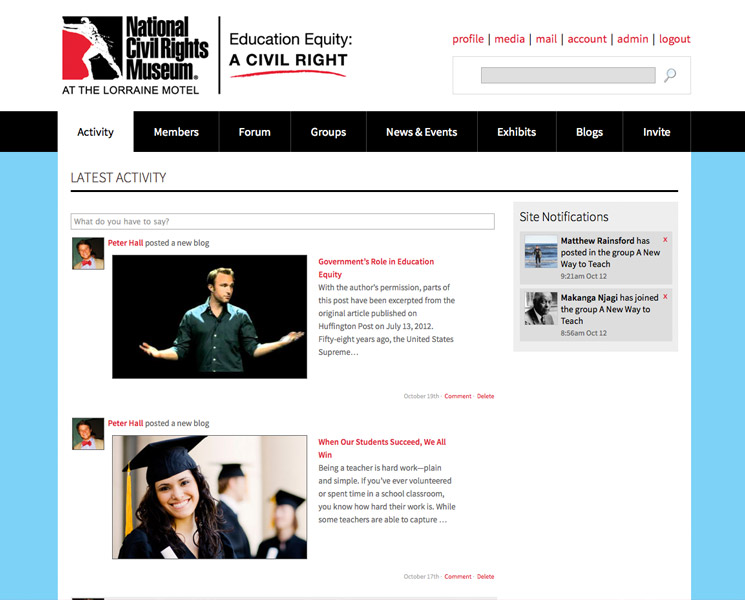 National
Civil Rights
Museum®
AT THE LORRAINE MOTEL
Education Equity:
A CIVIL RIGHT
profile | media | mail | account | admin | logout
Activity Members Forum Groups News & Events Exhibits Blogs Invite
LATEST ACTIVITY
What do you have to say?
Peter Hall posted a new blog
Government's Role in Education
Equity
With the author's permission, parts of
this post have been excerpted from the
original article published on
Huffington Post on July 13, 2012.
Fifty-eight years ago, the United States
Supreme…
October 19th · Comment · Delete
Peter Hall posted a new blog
When Our Students Succeed, We All
Win
Being a teacher is hard work—plain
and simple. If you've ever volunteered
or spent time in a school classroom,
you know how hard their work is. While
some teachers are able to capture …
October 17th · Comment · Delete
Site Notifications
Matthew Rainsford has x
posted in the group A New
Way to Teach
9:21am Oct 12
Makanga Njagi has joined x
the group A New Way to
Teach
8:56am Oct 12